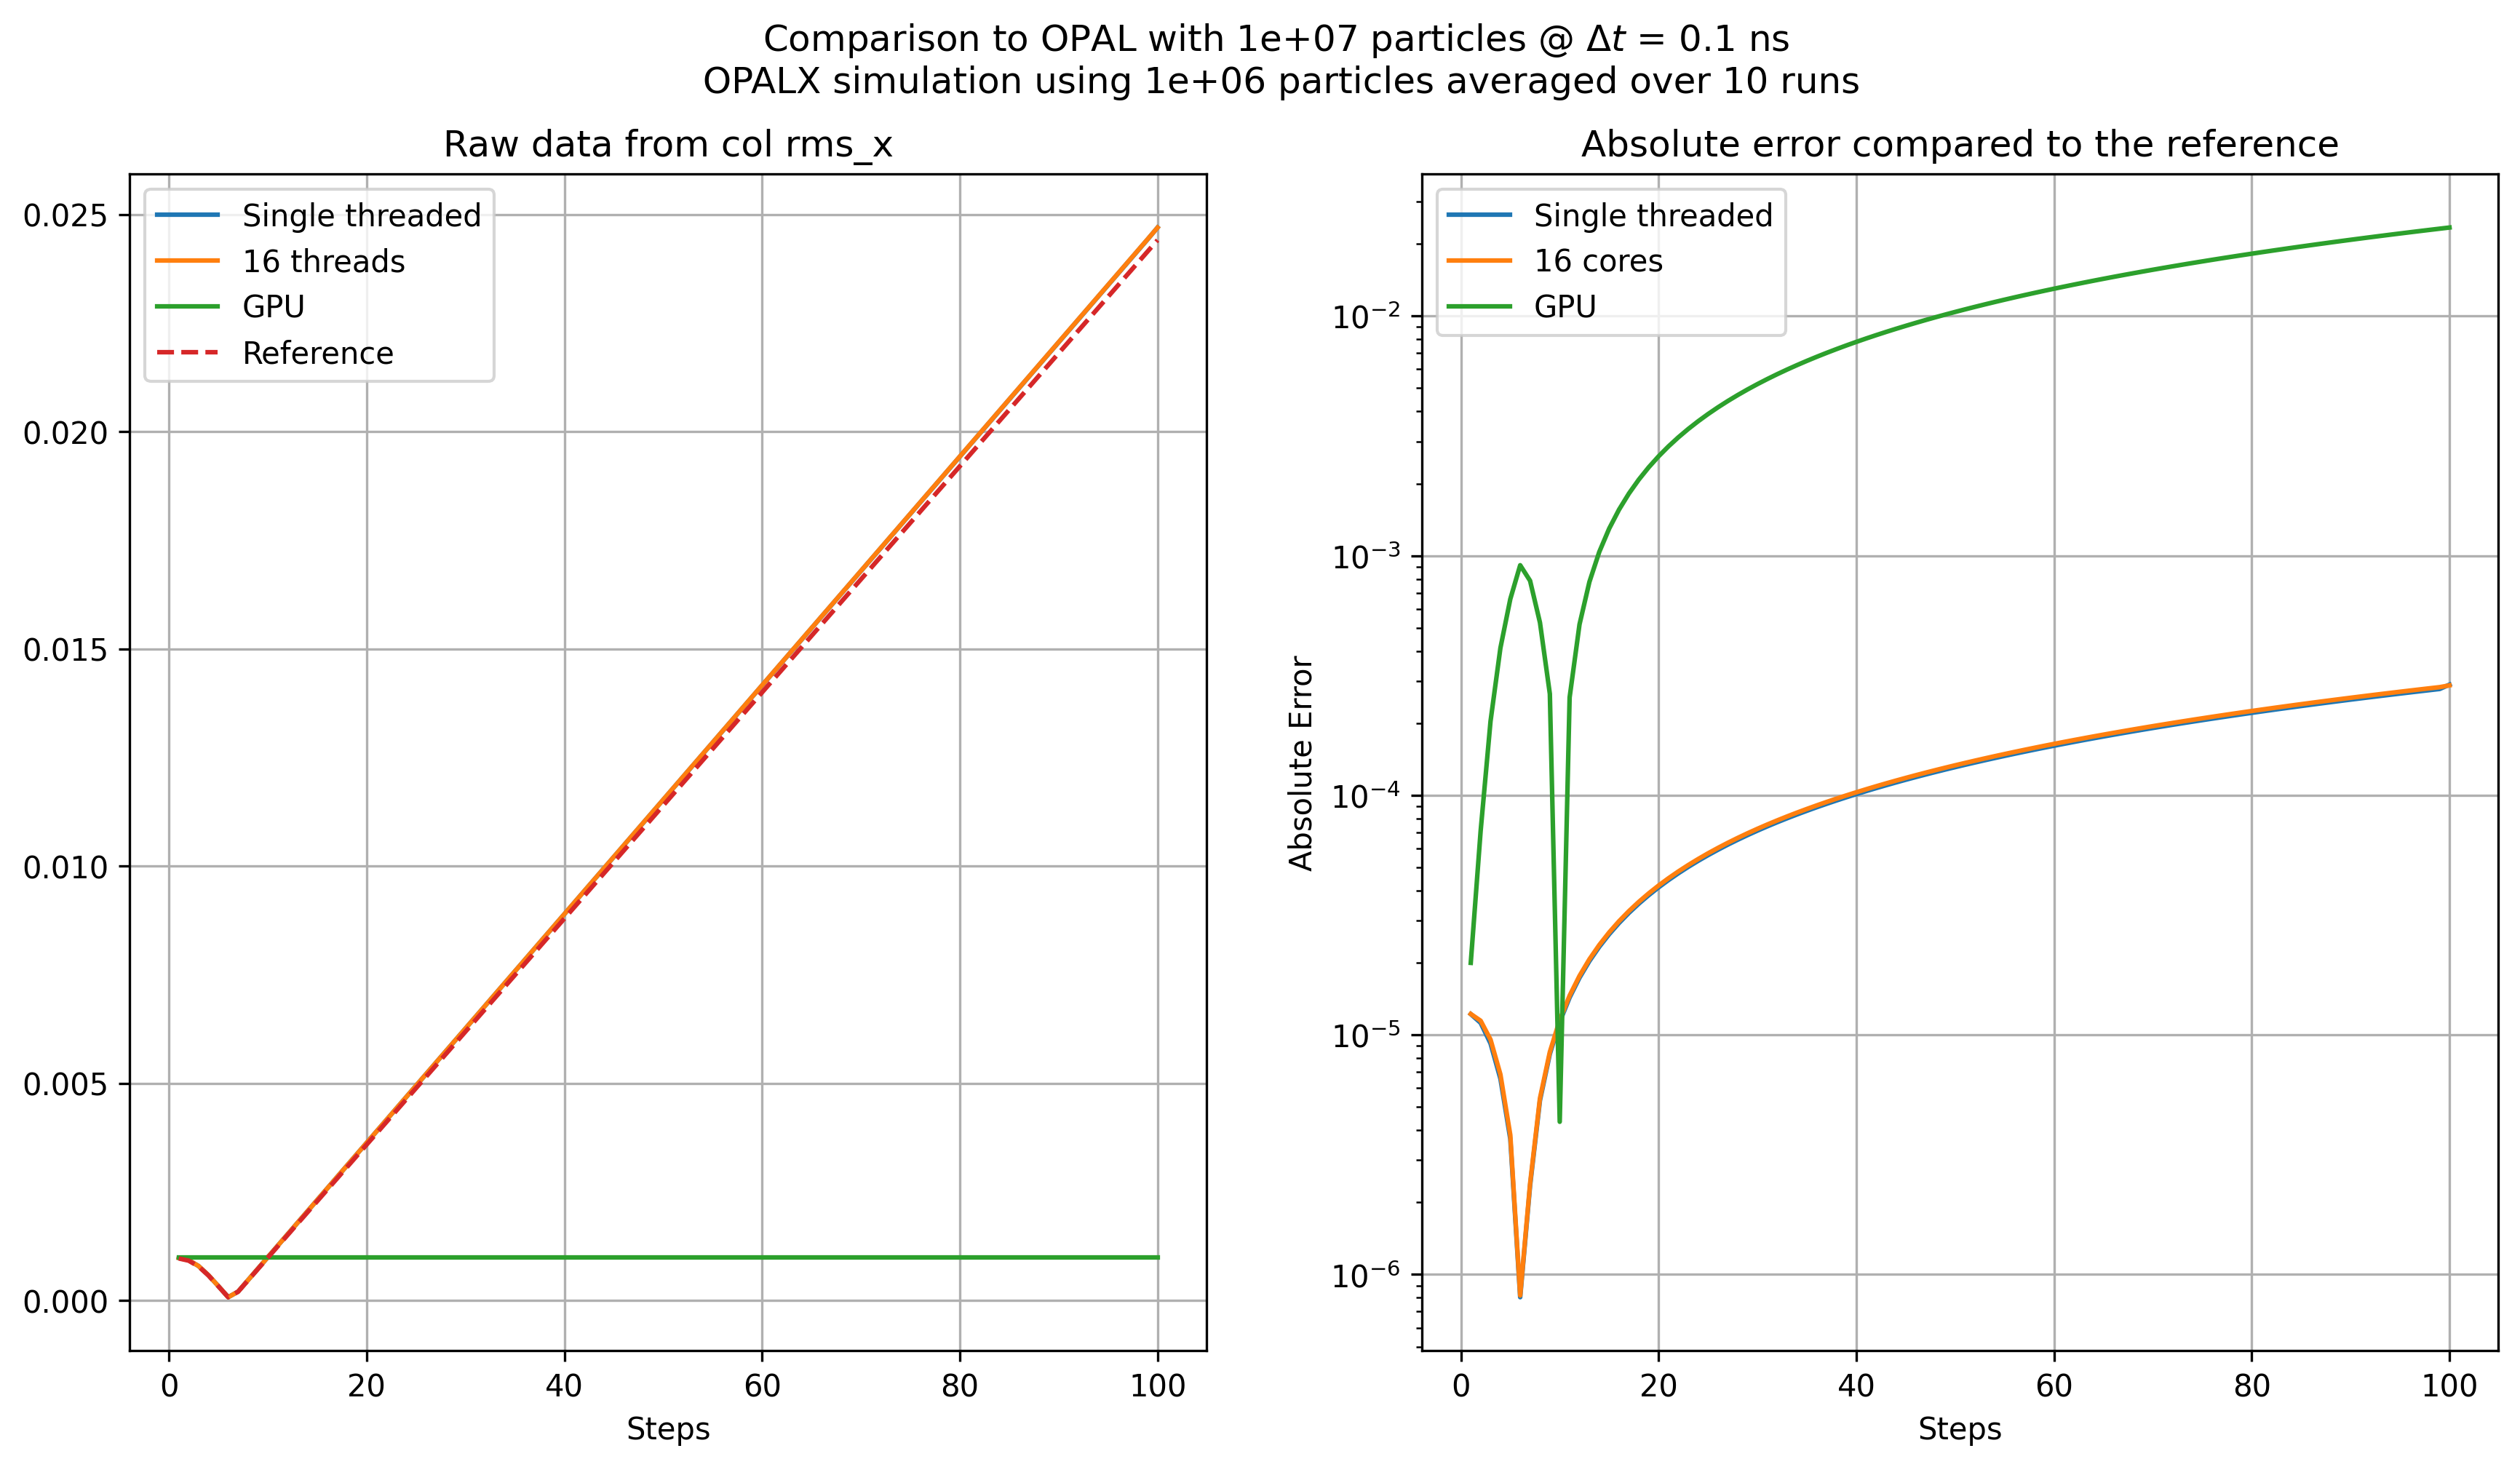 Comparison to OPAL with 1e+07 particles @ Δt = 0.1 ns
OPALX simulation using 1e+06 particles averaged over 10 runs
Raw data from col rms_x
Single threaded
16 threads
GPU
Reference
0.025
0.020
0.015
0.010
0.005
0.000
0 20 40 60 80 100
Steps
Absolute error compared to the reference
Single threaded
16 cores
GPU
Absolute Error
10⁻²
10⁻³
10⁻⁴
10⁻⁵
10⁻⁶
0 20 40 60 80 100
Steps